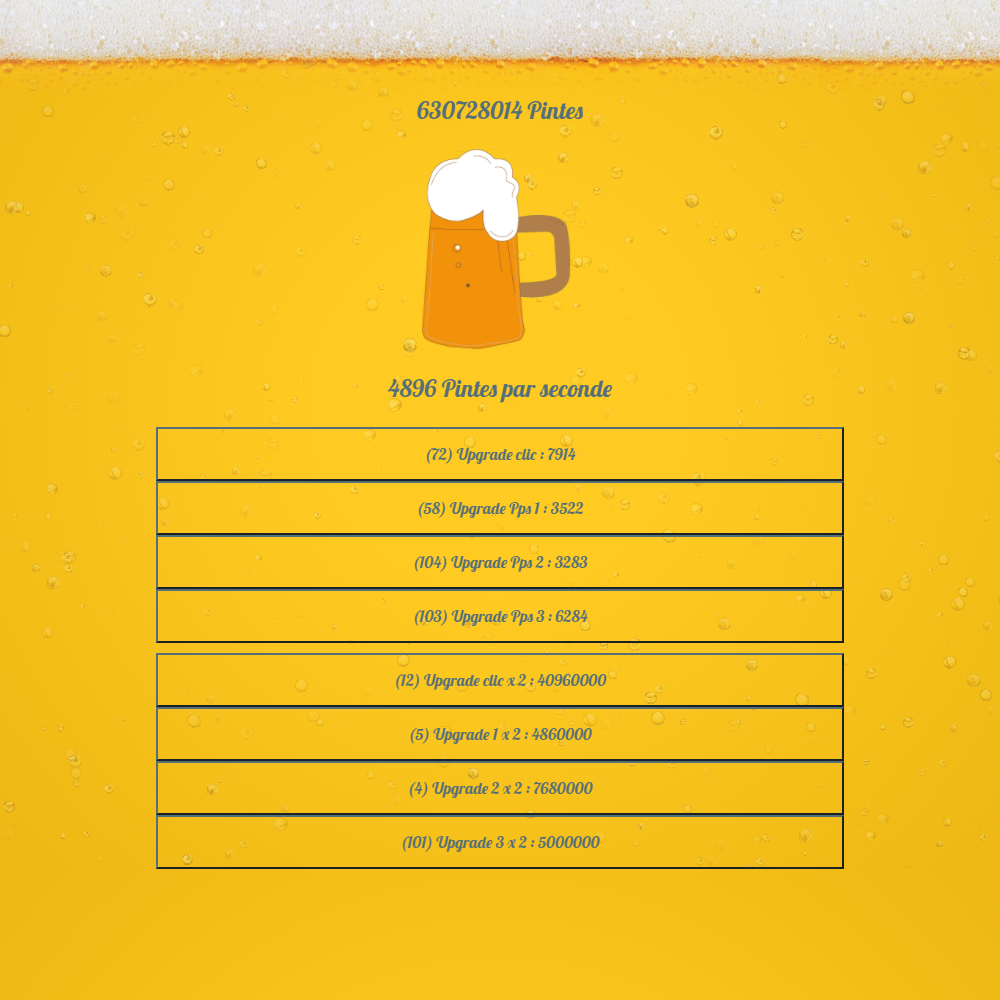 630728014 Pintes
4896 Pintes par seconde
(72) Upgrade clic : 7914
(58) Upgrade Pps 1 : 3522
(104) Upgrade Pps 2 : 3283
(103) Upgrade Pps 3 : 6284
(12) Upgrade clic x 2 : 40960000
(5) Upgrade 1 x 2 : 4860000
(4) Upgrade 2 x 2 : 7680000
(101) Upgrade 3 x 2 : 5000000